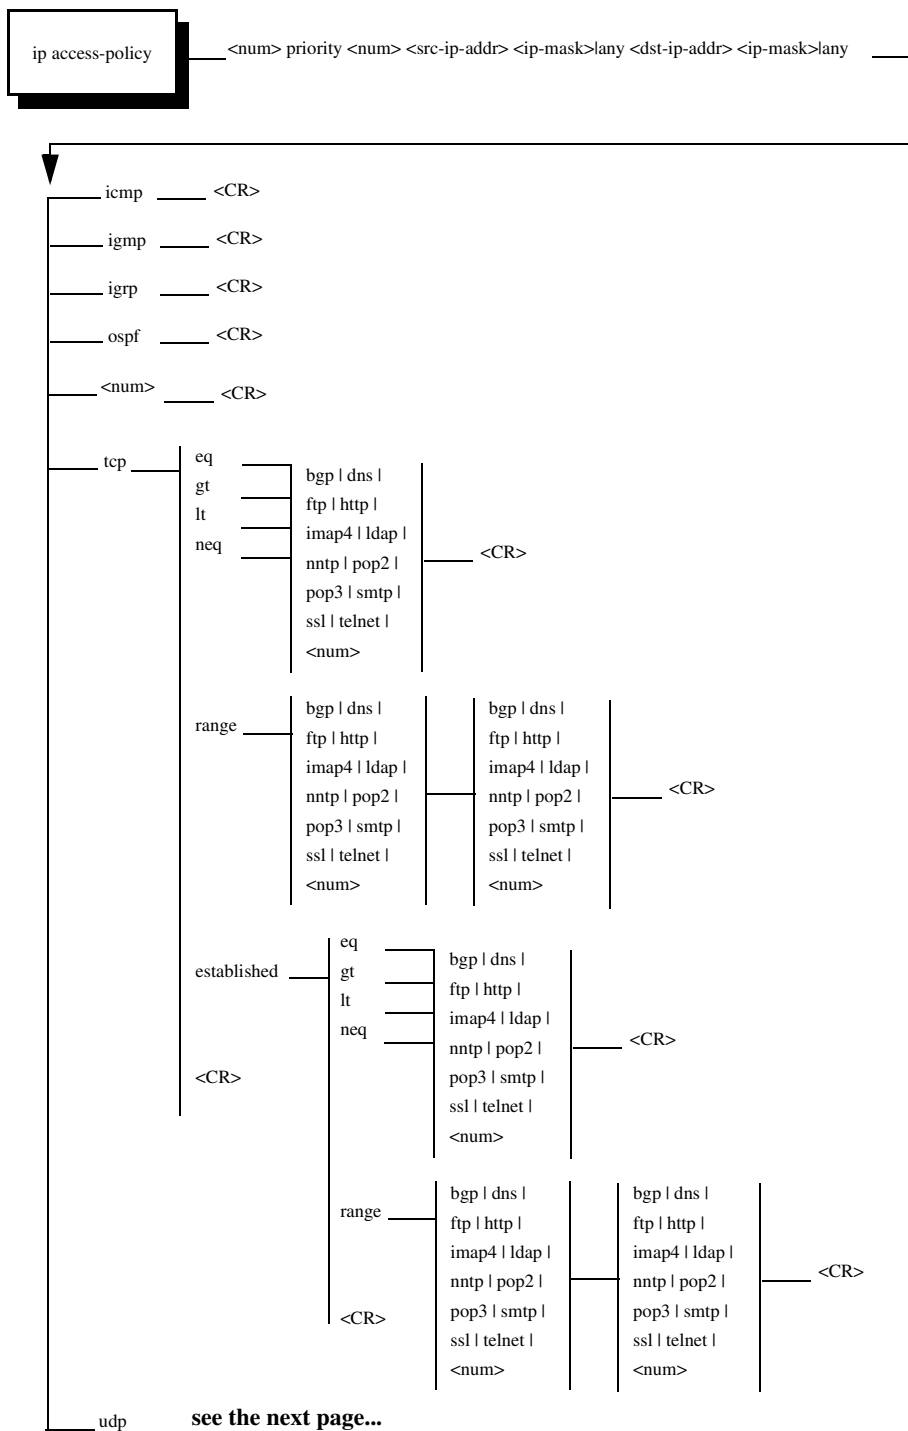 ip access-policy
<num> priority <num> <src-ip-addr> <ip-mask>|any <dst-ip-addr> <ip-mask>|any
icmp <CR>
igmp <CR>
igrp <CR>
ospf <CR>
<num> <CR>
tcp
eq
gt
lt
neq
bgp | dns |
ftp | http |
imap4 | ldap |
nntp | pop2 |
pop3 | smtp |
ssl | telnet |
<num>
<CR>
range
bgp | dns |
ftp | http |
imap4 | ldap |
nntp | pop2 |
pop3 | smtp |
ssl | telnet |
<num>
bgp | dns |
ftp | http |
imap4 | ldap |
nntp | pop2 |
pop3 | smtp |
ssl | telnet |
<num>
<CR>
established
eq
gt
lt
neq
bgp | dns |
ftp | http |
imap4 | ldap |
nntp | pop2 |
pop3 | smtp |
ssl | telnet |
<num>
<CR>
<CR>
range
bgp | dns |
ftp | http |
imap4 | ldap |
nntp | pop2 |
pop3 | smtp |
ssl | telnet |
<num>
bgp | dns |
ftp | http |
imap4 | ldap |
nntp | pop2 |
pop3 | smtp |
ssl | telnet |
<num>
<CR>
<CR>
udp see the next page...